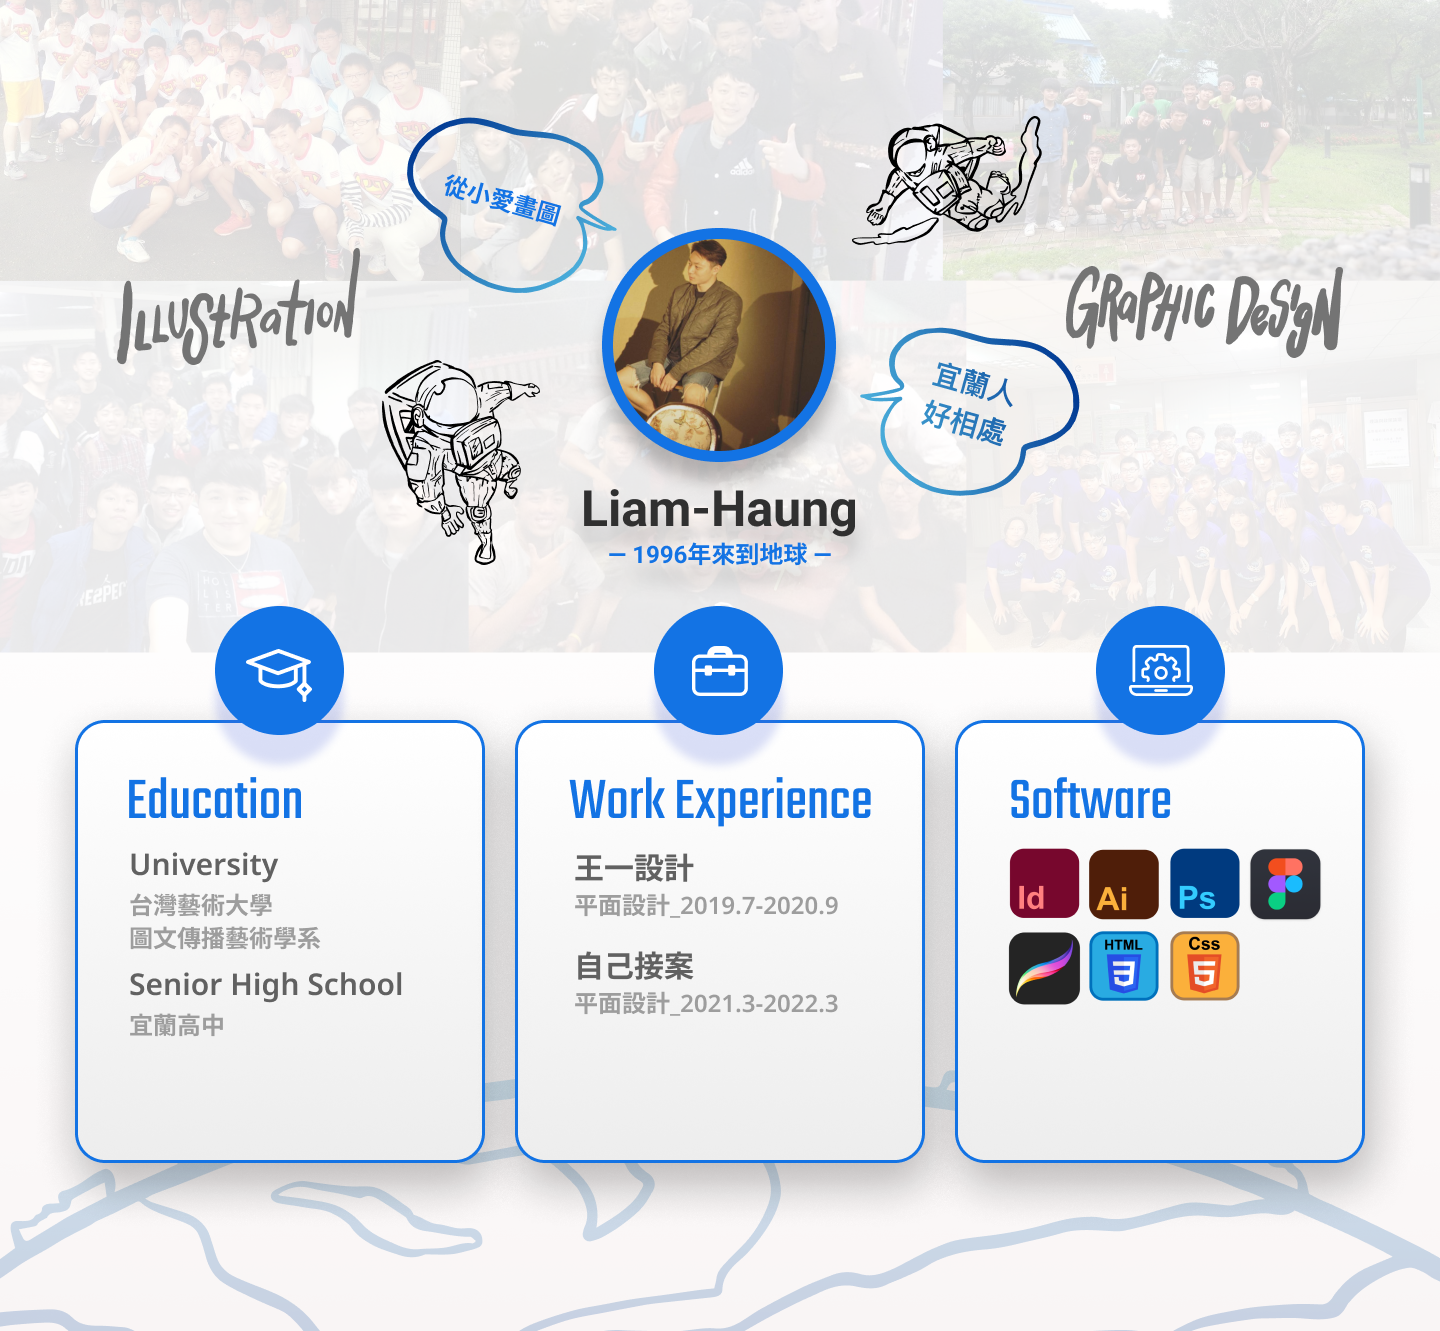 從小愛畫圖
ILLUStRatION
GRaPHIC DeSIgN
宜蘭人
好相處
Liam-Haung
— 1996年來到地球 —
Education
University
台灣藝術大學
圖文傳播藝術學系
Senior High School
宜蘭高中
Work Experience
王一設計
平面設計_2019.7-2020.9
自己接案
平面設計_2021.3-2022.3
Software
Id
Ai
Ps
HTML
3
Css
5
adidas